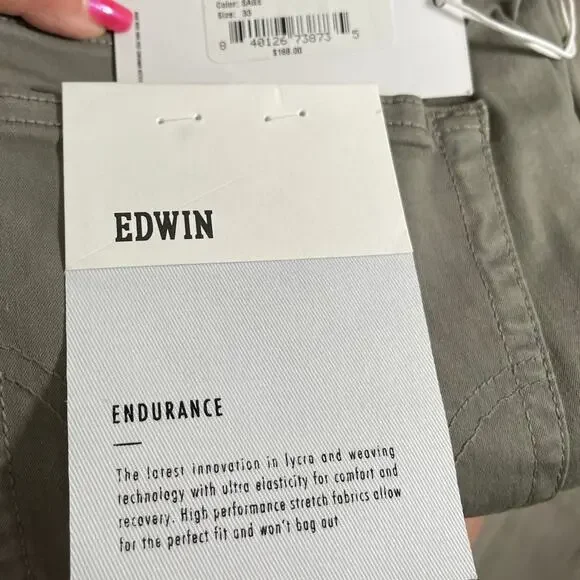 Color: SAGE
Size: 33
8 40126 73873 5
$168.00
EDWIN
ENDURANCE
The latest innovation in lycra and weaving
technology with ultra elasticity for comfort and
recovery. High performance stretch fabrics allow
for the perfect fit and won't bag out